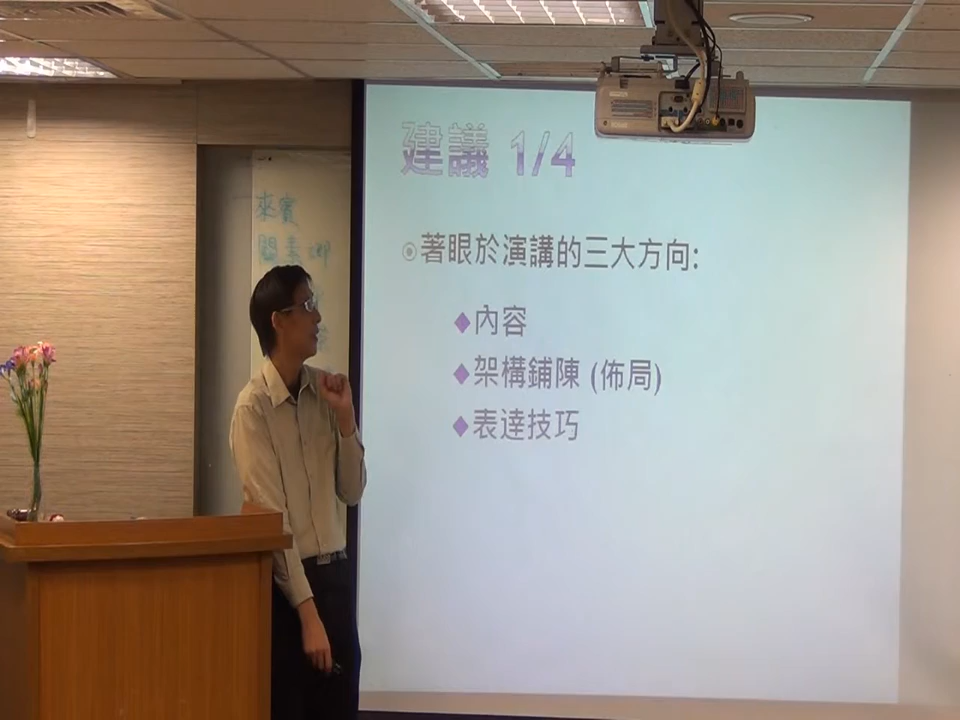 建議 1/4
著眼於演講的三大方向:
內容
架構鋪陳 (佈局)
表達技巧
來賓